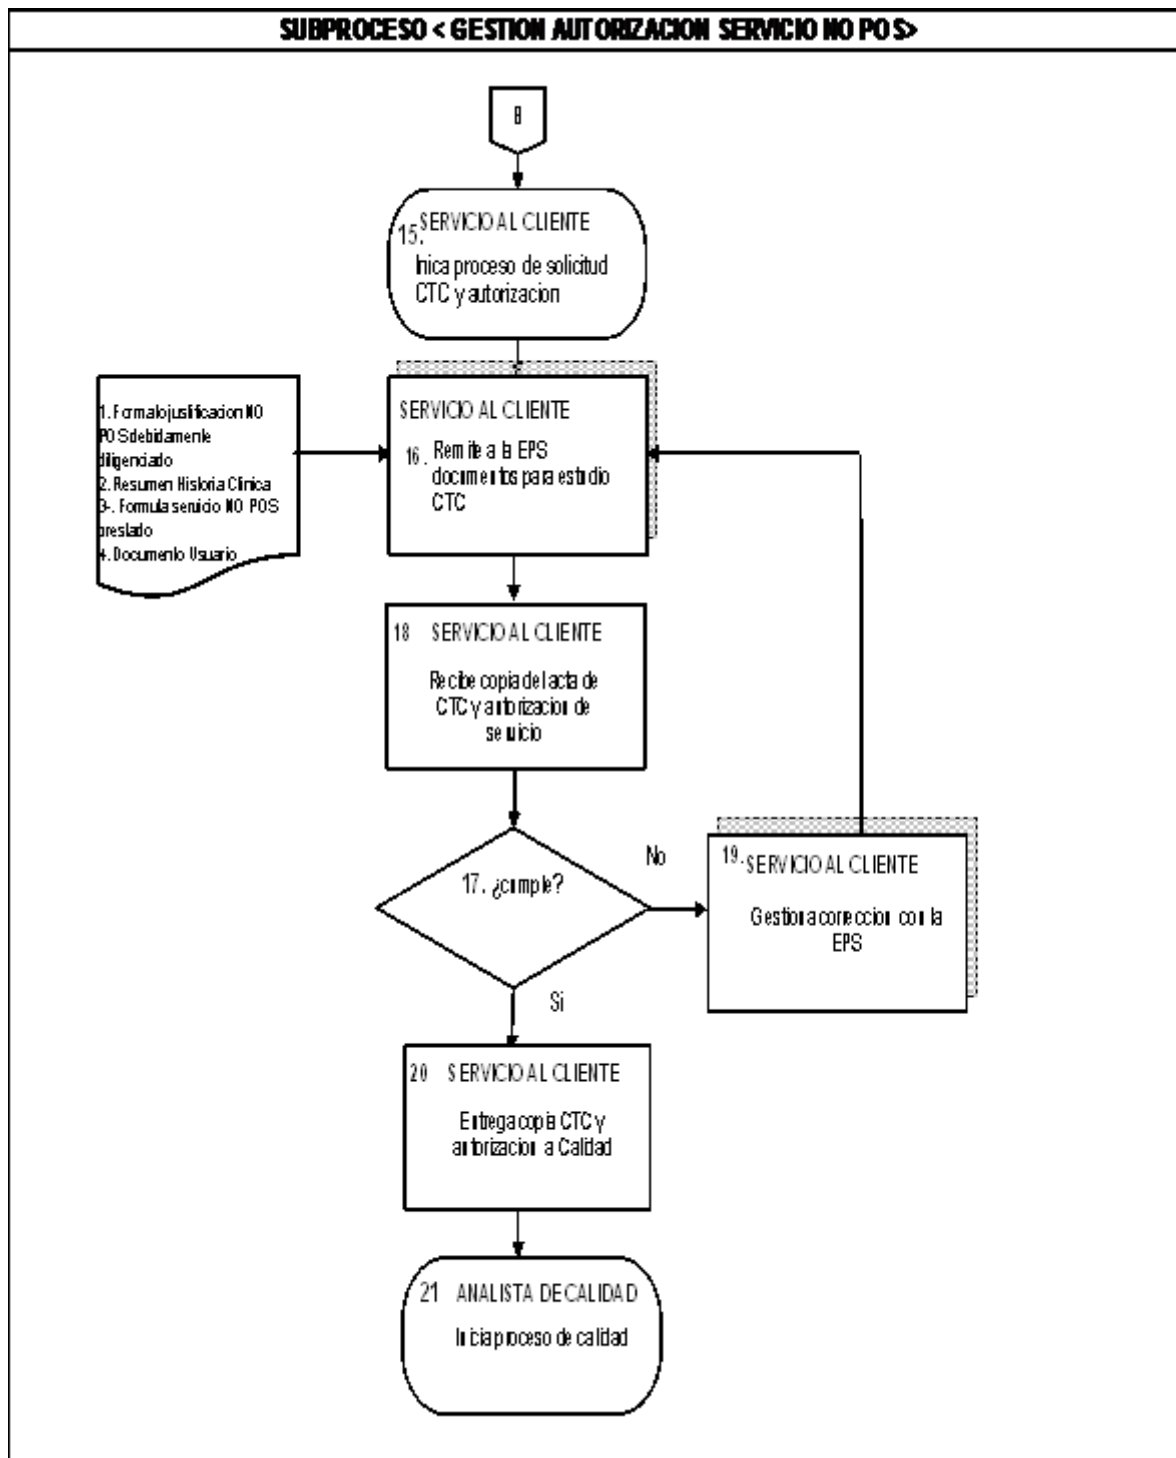 SUBPROCESO < GESTION AUTORIZACION SERVICIO NO POS>
15. SERVICIO AL CLIENTE
Inica proceso de solicitud
CTC y autorizacion
1. Formato justificacion NO
POS debidamente
diligenciado
2. Resumen Historia Clinica
3-. Formula servicio NO POS
prestado
4. Documento Usuario
SERVICIO AL CLIENTE
16. Remite a la EPS
documentos para estudio
CTC
18 SERVICIO AL CLIENTE
Recibe copia del acta de
CTC y autorizacion de
servicio
17. ¿cumple?
No
19. SERVICIO AL CLIENTE
Gestiona correccion con la
EPS
Si
20 SERVICIO AL CLIENTE
Entrega copia CTC y
autorizacion a Calidad
21 ANALISTA DE CALIDAD
Inicia proceso de calidad